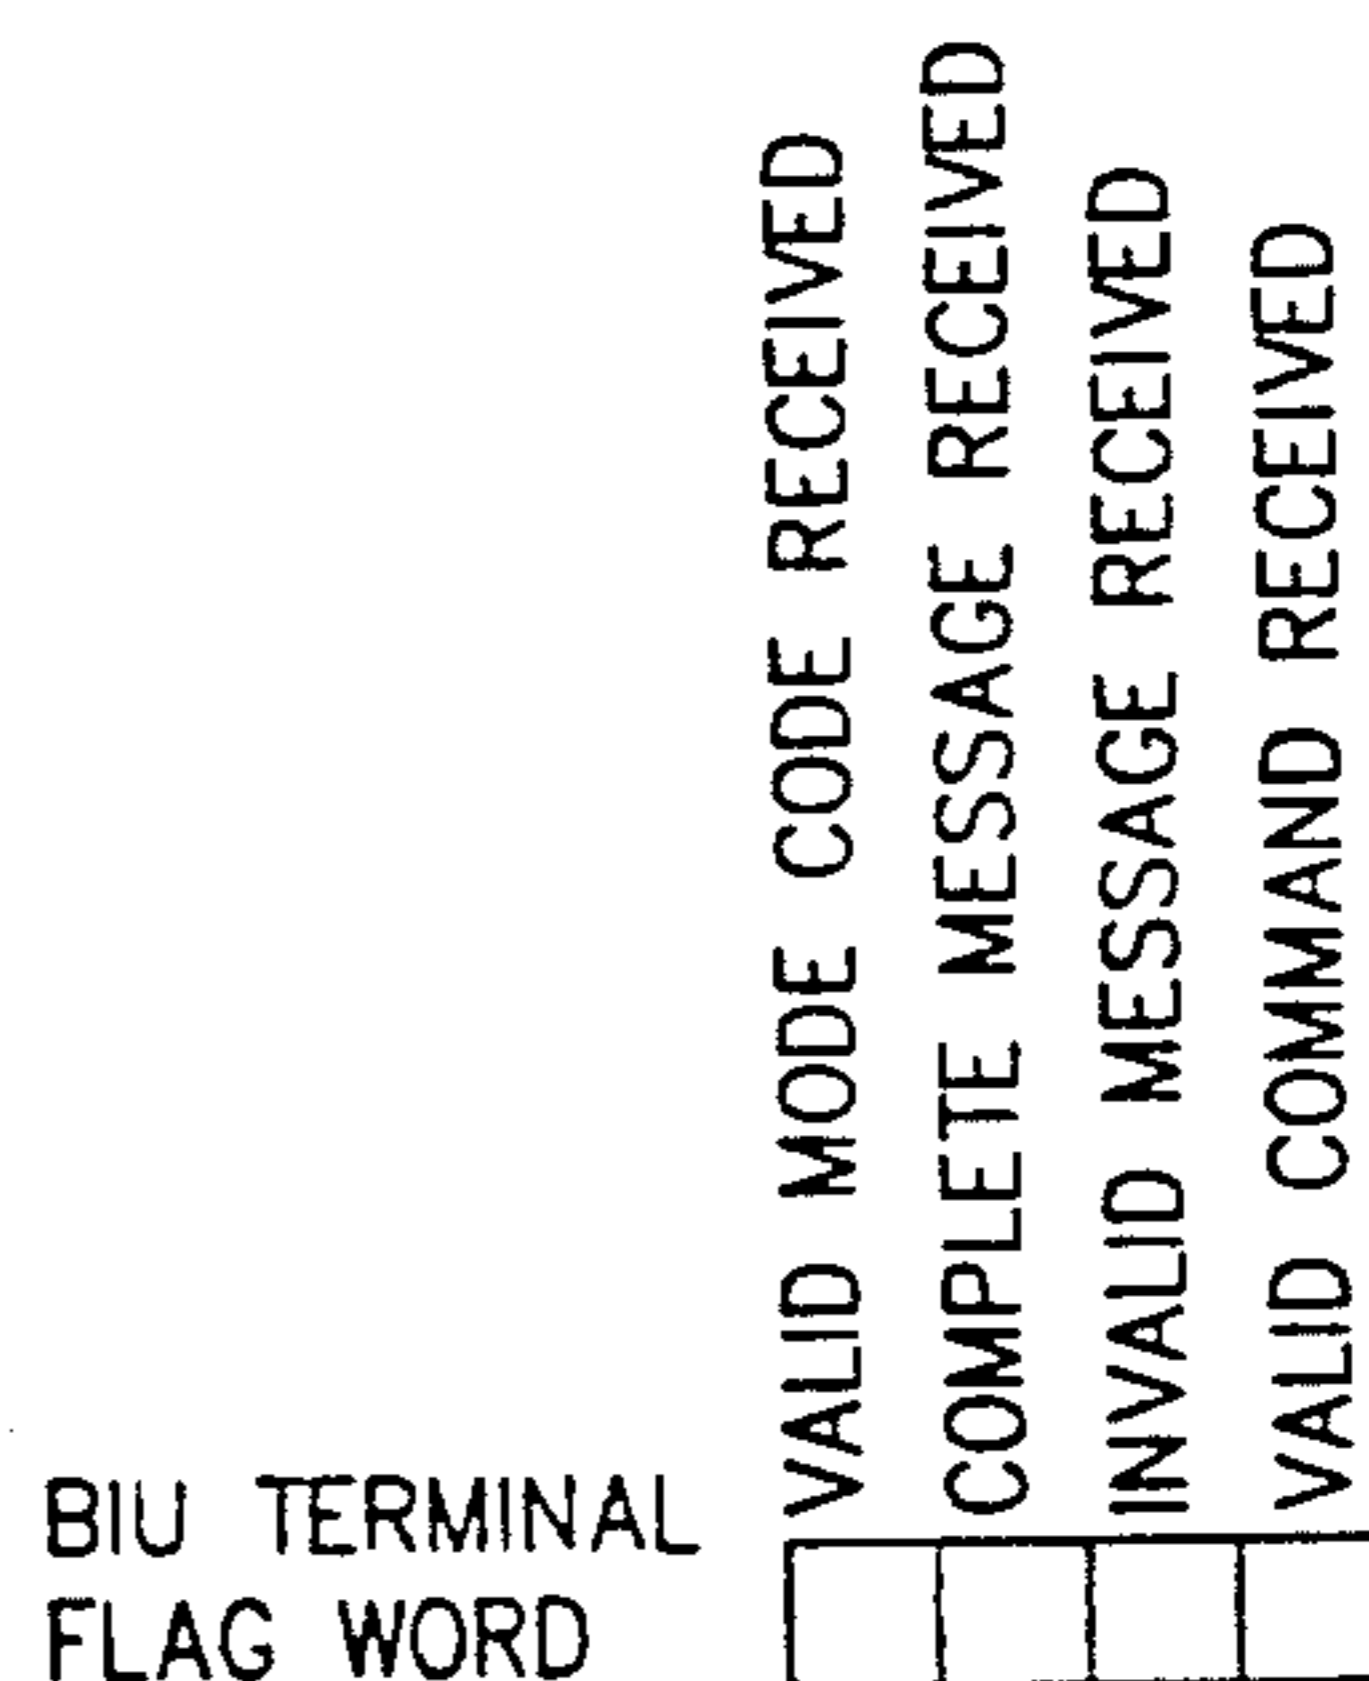 VALID MODE CODE RECEIVED
COMPLETE MESSAGE RECEIVED
INVALID MESSAGE RECEIVED
VALID COMMAND RECEIVED
BIU TERMINAL
FLAG WORD